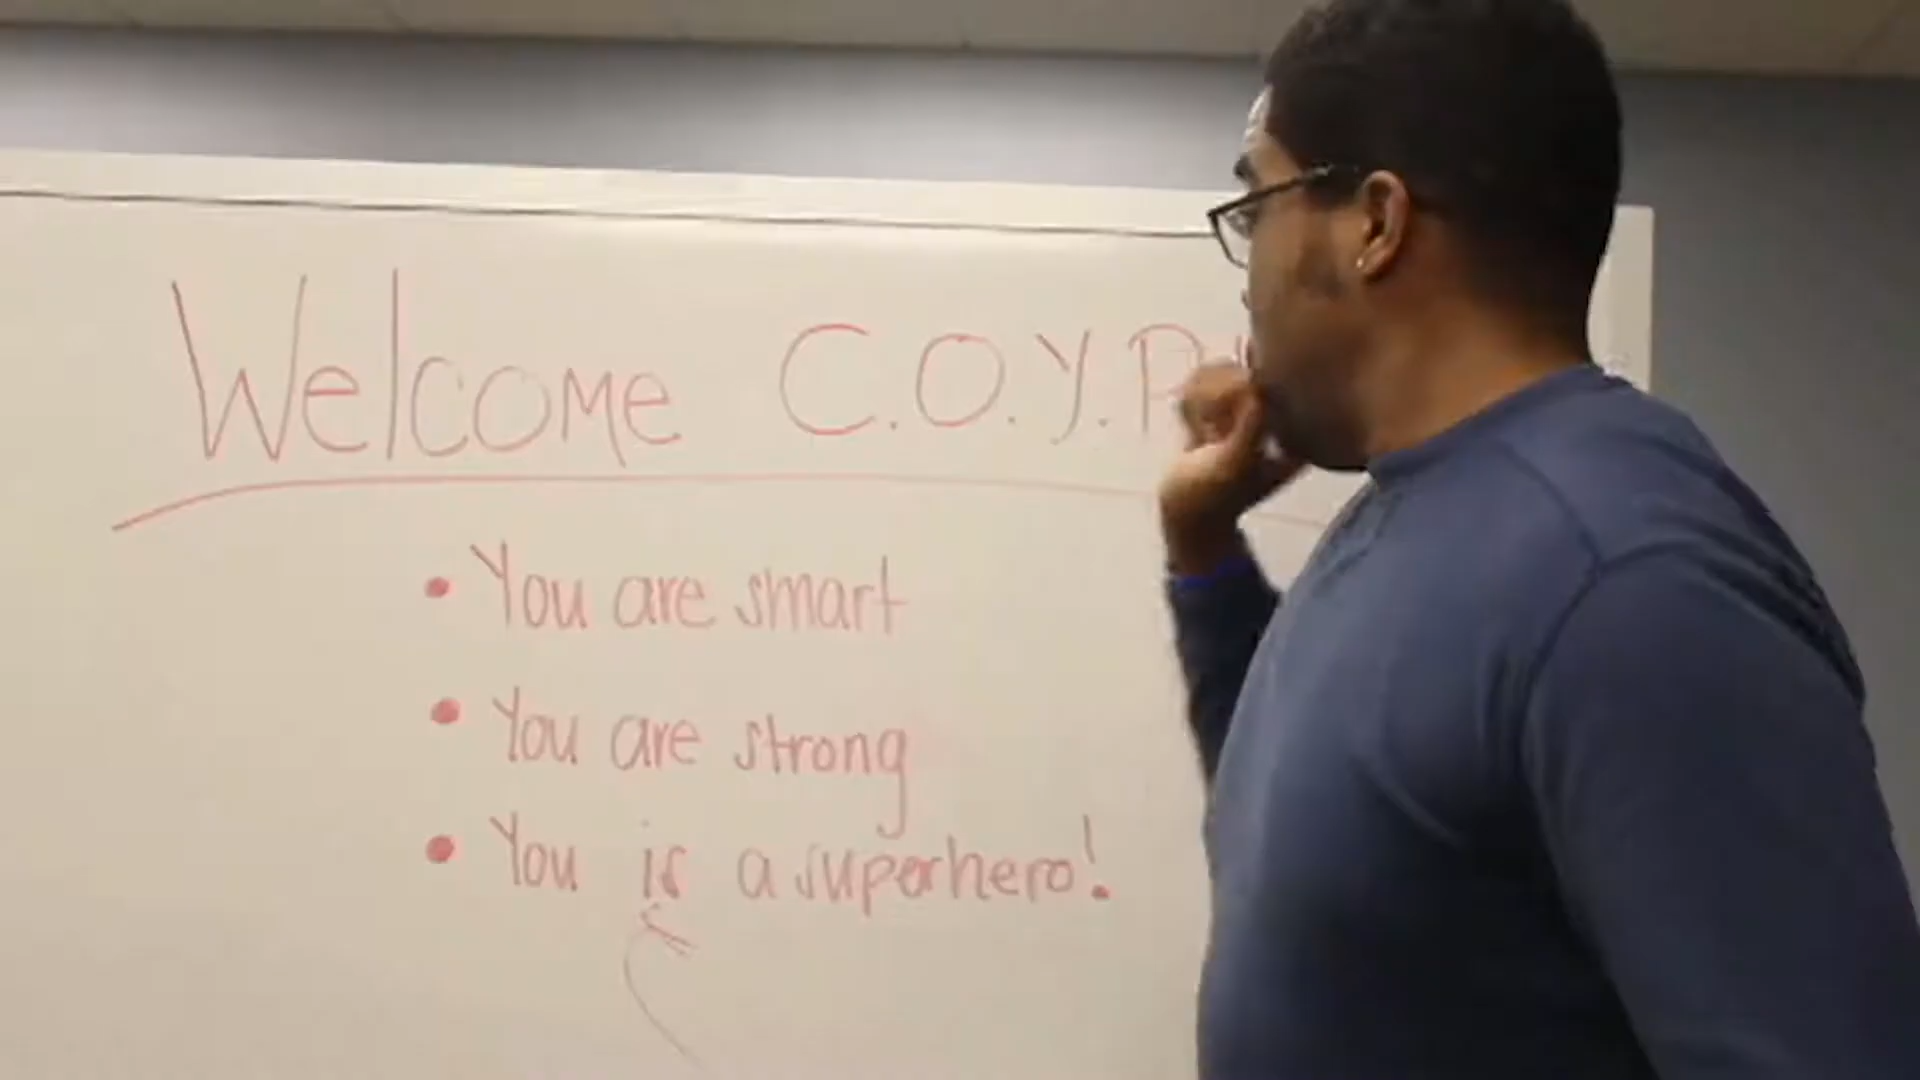 Welcome C.O.Y.P
• You are smart
• You are strong
• You is a superhero!